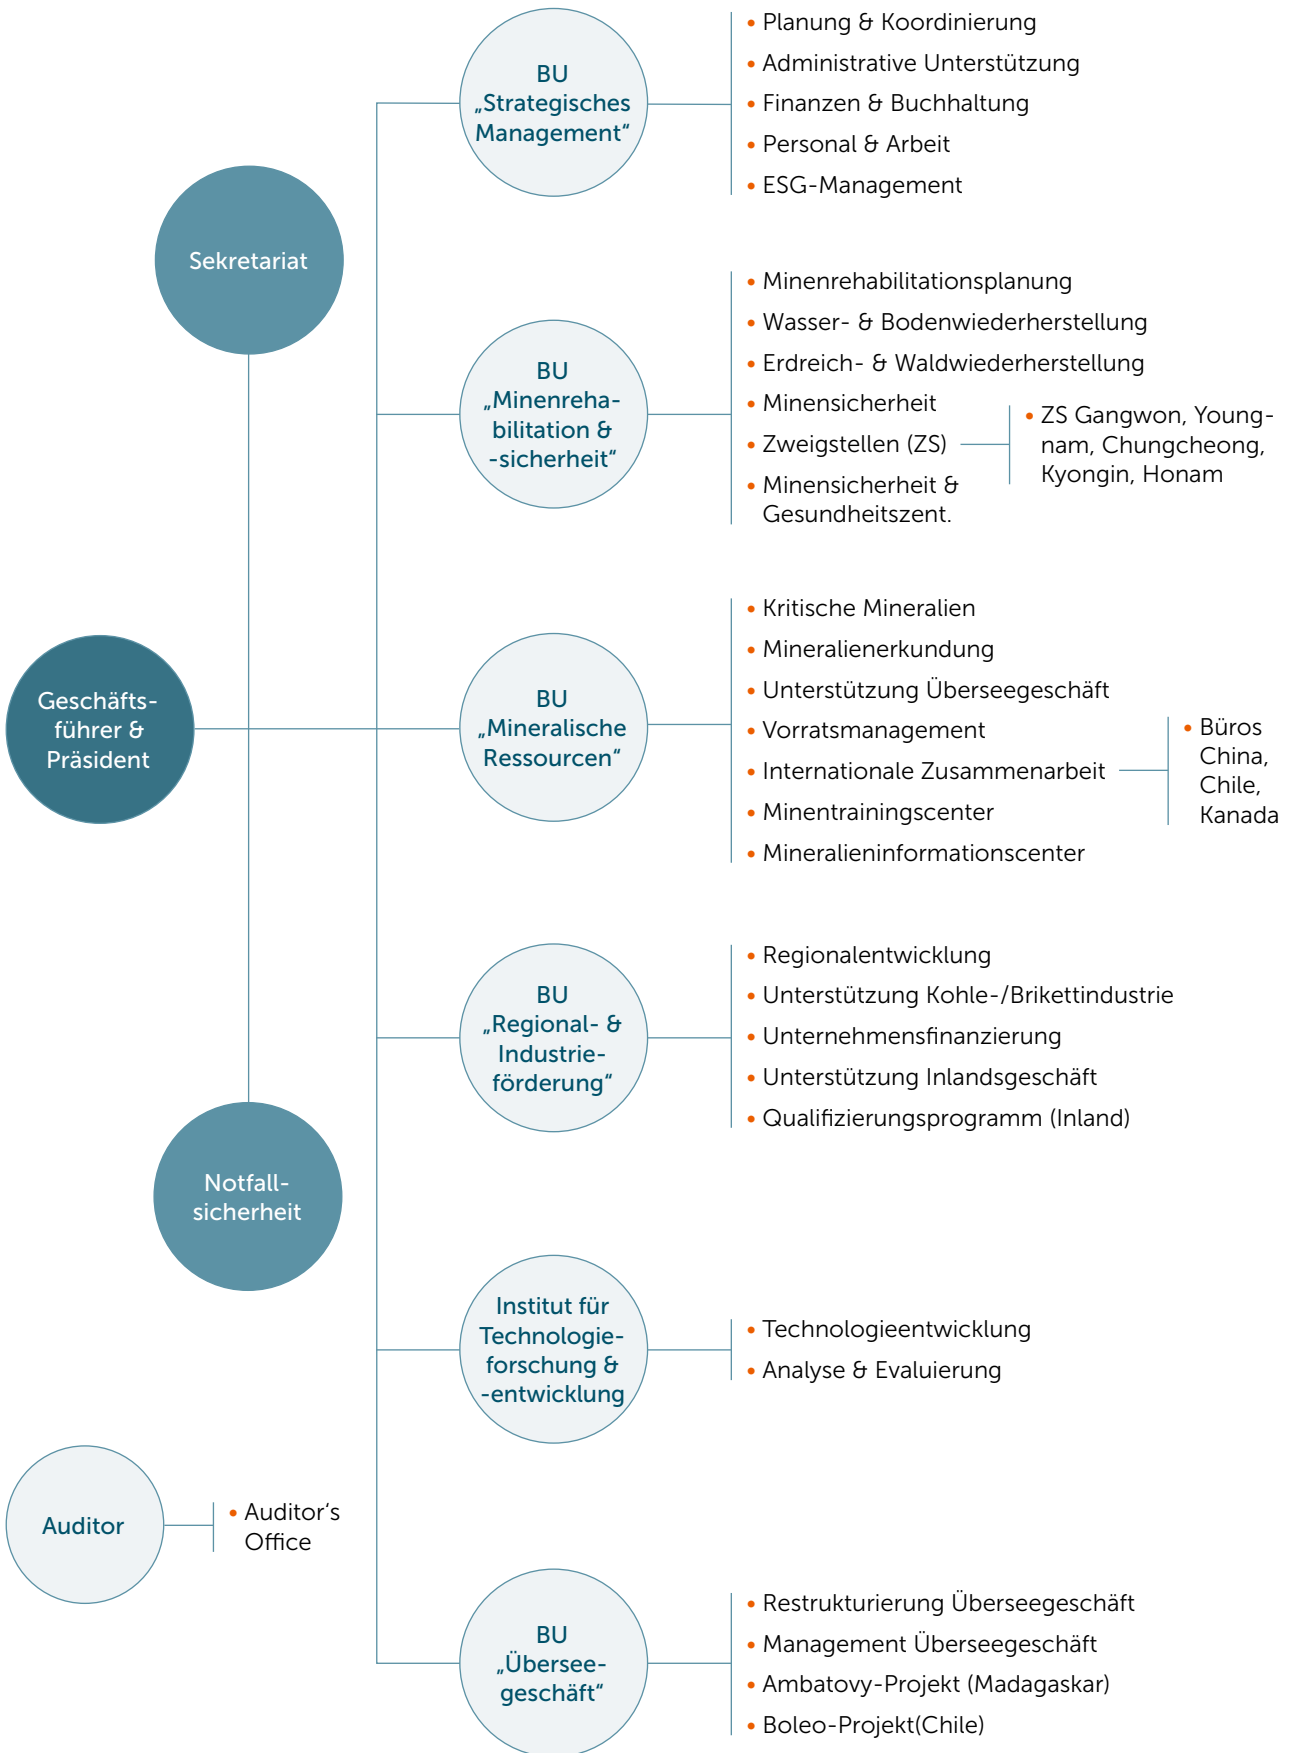 Sekretariat
Geschäfts-
führer &
Präsident
Notfall-
sicherheit
Auditor
• Auditor‘s
Office
BU
„Strategisches
Management“
• Planung & Koordinierung
• Administrative Unterstützung
• Finanzen & Buchhaltung
• Personal & Arbeit
• ESG-Management
BU
„Minenreha-
bilitation &
-sicherheit“
• Minenrehabilitationsplanung
• Wasser- & Bodenwiederherstellung
• Erdreich- & Waldwiederherstellung
• Minensicherheit
• Zweigstellen (ZS)
• Minensicherheit &
Gesundheitszent.
• ZS Gangwon, Young-
nam, Chungcheong,
Kyongin, Honam
BU
„Mineralische
Ressourcen“
• Kritische Mineralien
• Mineralienerkundung
• Unterstützung Überseegeschäft
• Vorratsmanagement
• Internationale Zusammenarbeit
• Minentrainingscenter
• Mineralieninformationscenter
• Büros
China,
Chile,
Kanada
BU
„Regional- &
Industrie-
förderung“
• Regionalentwicklung
• Unterstützung Kohle-/Brikettindustrie
• Unternehmensfinanzierung
• Unterstützung Inlandsgeschäft
• Qualifizierungsprogramm (Inland)
Institut für
Technologie-
forschung &
-entwicklung
• Technologieentwicklung
• Analyse & Evaluierung
BU
„Übersee-
geschäft“
• Restrukturierung Überseegeschäft
• Management Überseegeschäft
• Ambatovy-Projekt (Madagaskar)
• Boleo-Projekt(Chile)